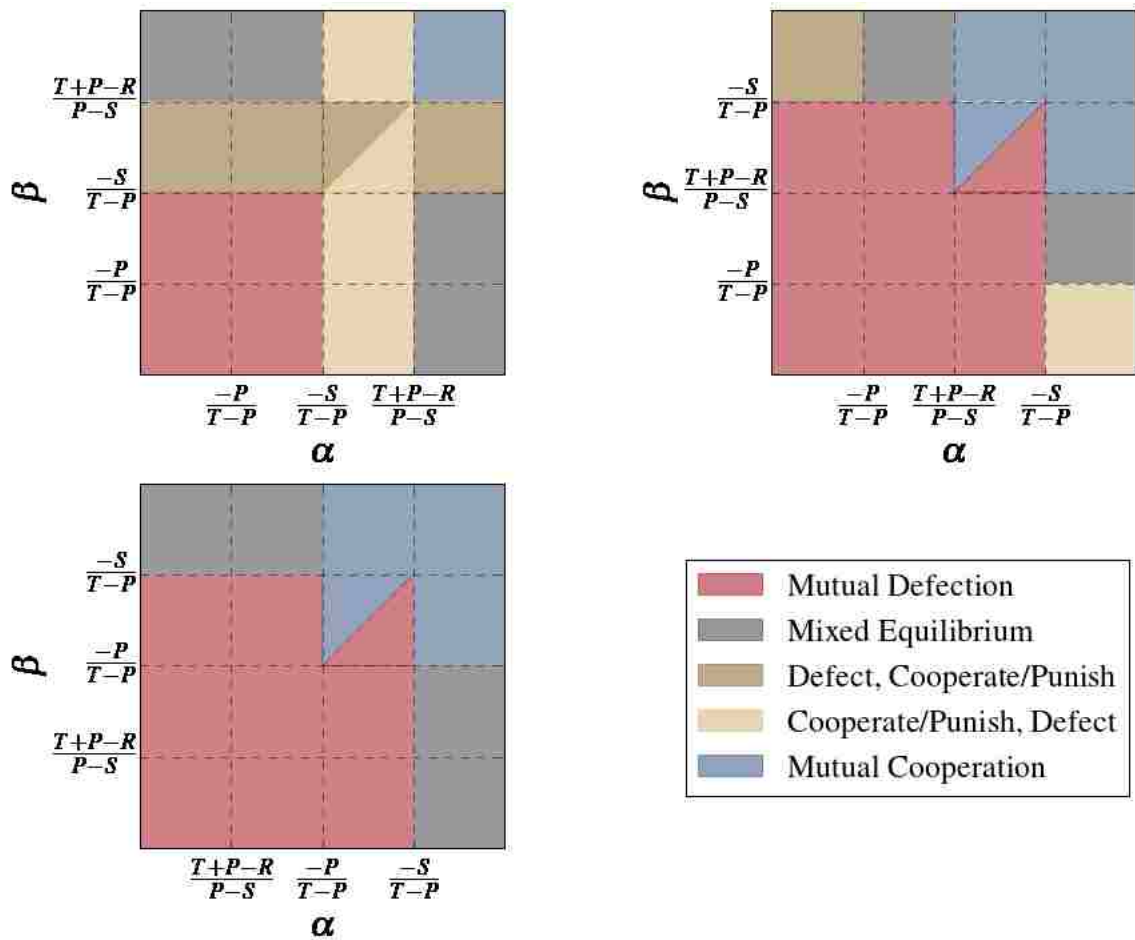 β
T+P−R
P−S
−S
T−P
−P
T−P
−P
T−P
−S
T−P
T+P−R
P−S
α
β
−S
T−P
T+P−R
P−S
−P
T−P
−P
T−P
T+P−R
P−S
−S
T−P
α
β
−S
T−P
−P
T−P
T+P−R
P−S
T+P−R
P−S
−P
T−P
−S
T−P
α
Mutual Defection
Mixed Equilibrium
Defect, Cooperate/Punish
Cooperate/Punish, Defect
Mutual Cooperation